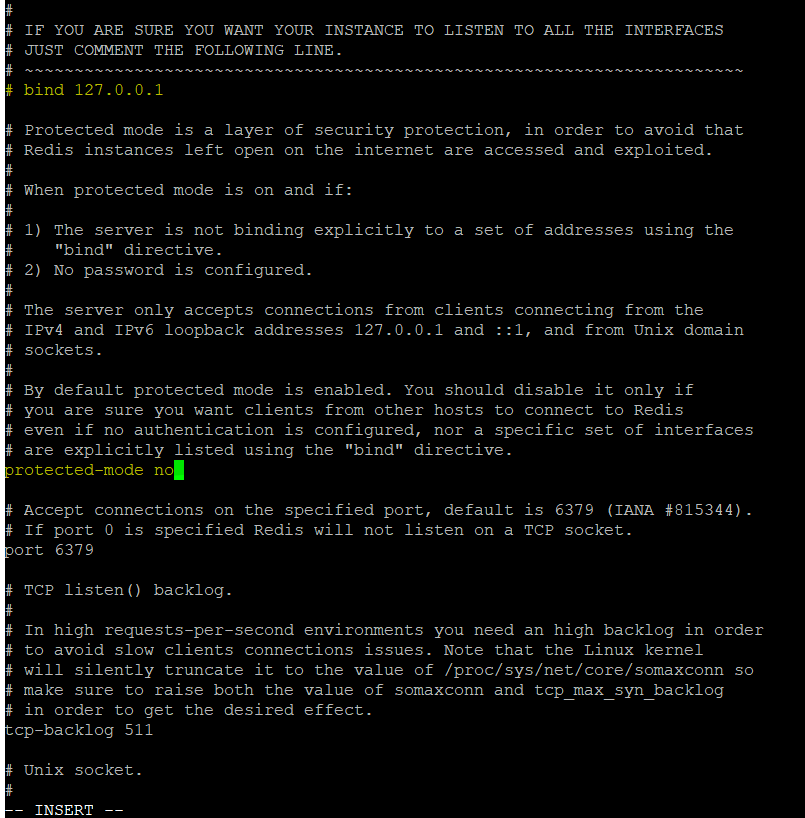 #
# IF YOU ARE SURE YOU WANT YOUR INSTANCE TO LISTEN TO ALL THE INTERFACES
# JUST COMMENT THE FOLLOWING LINE.
# ~~~~~~~~~~~~~~~~~~~~~~~~~~~~~~~~~~~~~~~~~~~~~~~~~~~~~~~~~~~~~~~~~~~~~~~~
# bind 127.0.0.1

# Protected mode is a layer of security protection, in order to avoid that
# Redis instances left open on the internet are accessed and exploited.
#
# When protected mode is on and if:
#
# 1) The server is not binding explicitly to a set of addresses using the
#    "bind" directive.
# 2) No password is configured.
#
# The server only accepts connections from clients connecting from the
# IPv4 and IPv6 loopback addresses 127.0.0.1 and ::1, and from Unix domain
# sockets.
#
# By default protected mode is enabled. You should disable it only if
# you are sure you want clients from other hosts to connect to Redis
# even if no authentication is configured, nor a specific set of interfaces
# are explicitly listed using the "bind" directive.
protected-mode no

# Accept connections on the specified port, default is 6379 (IANA #815344).
# If port 0 is specified Redis will not listen on a TCP socket.
port 6379

# TCP listen() backlog.
#
# In high requests-per-second environments you need an high backlog in order
# to avoid slow clients connections issues. Note that the Linux kernel
# will silently truncate it to the value of /proc/sys/net/core/somaxconn so
# make sure to raise both the value of somaxconn and tcp_max_syn_backlog
# in order to get the desired effect.
tcp-backlog 511

# Unix socket.
#
-- INSERT --